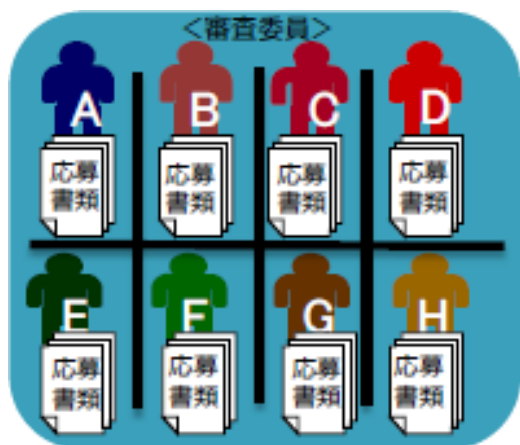 <審査委員>
A B C D
応募 応募 応募 応募
書類 書類 書類 書類
E F G H
応募 応募 応募 応募
書類 書類 書類 書類